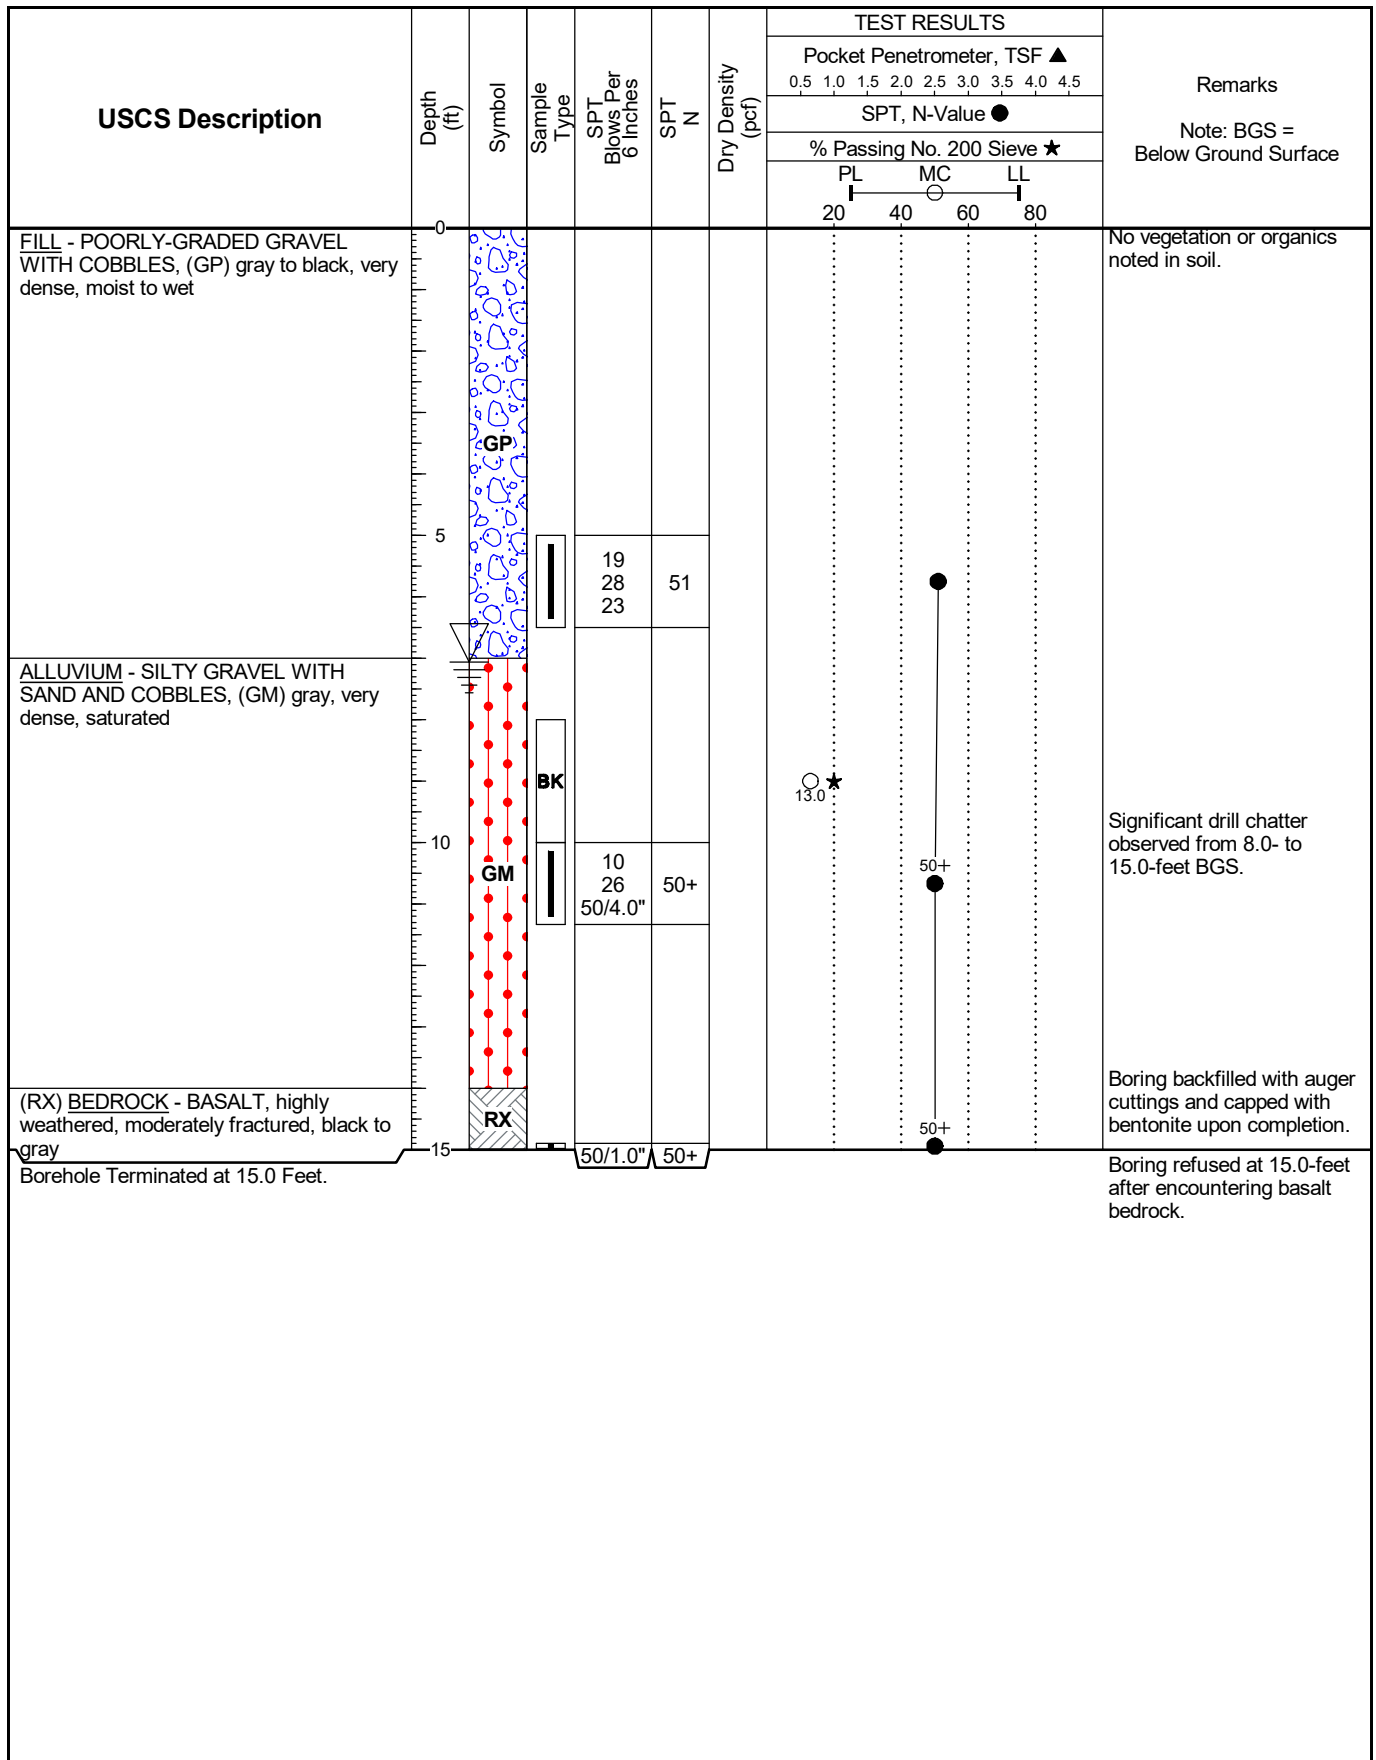 USCS Description
Depth
(ft)
Symbol
Sample
Type
SPT
Blows Per
6 Inches
SPT
N
Dry Density
(pcf)
TEST RESULTS
Pocket Penetrometer, TSF ▲
0.5 1.0 1.5 2.0 2.5 3.0 3.5 4.0 4.5
SPT, N-Value ●
% Passing No. 200 Sieve ★
PL MC LL
20 40 60 80
Remarks
Note: BGS =
Below Ground Surface
0
FILL - POORLY-GRADED GRAVEL
WITH COBBLES, (GP) gray to black, very
dense, moist to wet
No vegetation or organics
noted in soil.
GP
5
19
28
23
51
ALLUVIUM - SILTY GRAVEL WITH
SAND AND COBBLES, (GM) gray, very
dense, saturated
BK
13.0
10
GM
10
26
50/4.0"
50+
50+
Significant drill chatter
observed from 8.0- to
15.0-feet BGS.
(RX) BEDROCK - BASALT, highly
weathered, moderately fractured, black to
gray
RX
50+
Boring backfilled with auger
cuttings and capped with
bentonite upon completion.
15
50/1.0" 50+
Borehole Terminated at 15.0 Feet.
Boring refused at 15.0-feet
after encountering basalt
bedrock.